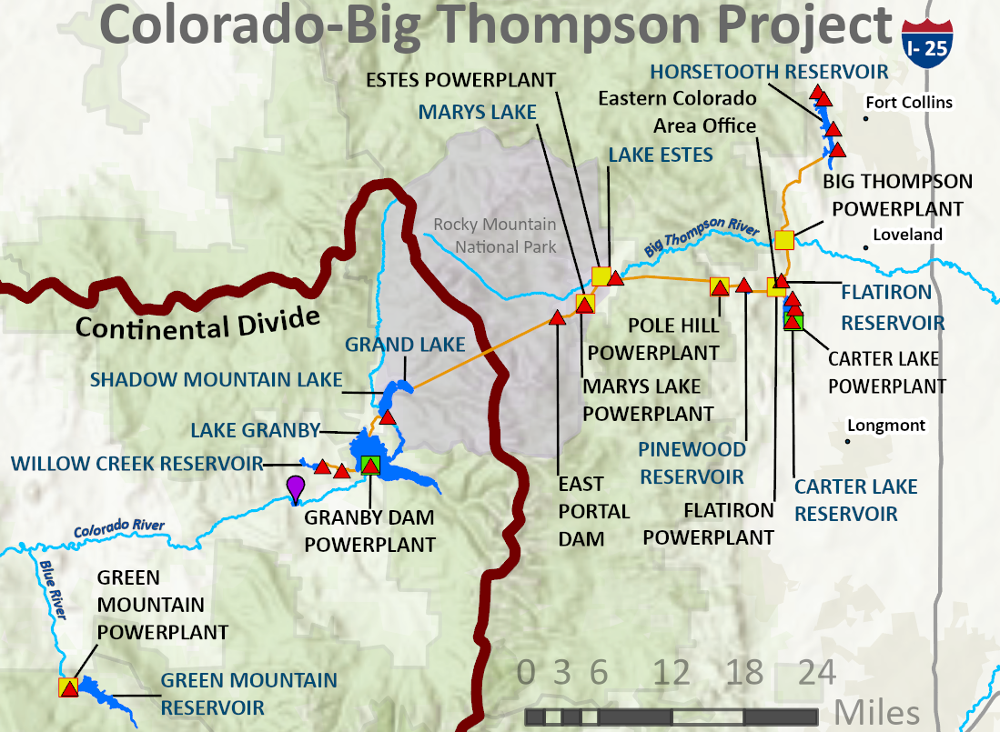 Colorado-Big Thompson Project
I- 25
HORSETOOTH RESERVOIR
ESTES POWERPLANT
Eastern Colorado
Area Office
Fort Collins
MARYS LAKE
LAKE ESTES
BIG THOMPSON
POWERPLANT
Rocky Mountain
National Park
Big Thompson River
Loveland
FLATIRON
RESERVOIR
Continental Divide
POLE HILL
POWERPLANT
GRAND LAKE
CARTER LAKE
POWERPLANT
SHADOW MOUNTAIN LAKE
MARYS LAKE
POWERPLANT
LAKE GRANBY
Longmont
PINEWOOD
RESERVOIR
WILLOW CREEK RESERVOIR
EAST
PORTAL
DAM
CARTER LAKE
RESERVOIR
FLATIRON
POWERPLANT
GRANBY DAM
POWERPLANT
Colorado River
Blue River
GREEN
MOUNTAIN
POWERPLANT
GREEN MOUNTAIN
RESERVOIR
0 3 6 12 18 24
Miles